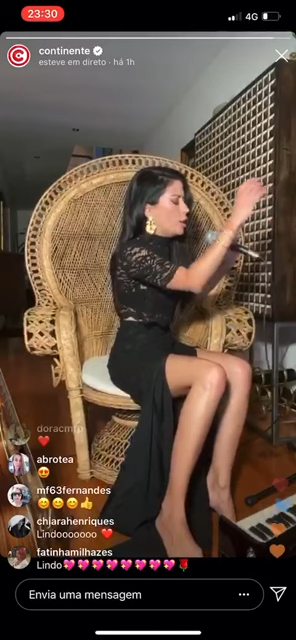 23:30
4G
continente
esteve em direto · há 1h
doracmfp
❤️
abrotea
😍
mf63fernandes
😊😊😊👍
chiarahenriques
Lindooooooo ❤️
fatinhamilhazes
Lindo💖💖💖💖💖💖💖💖🌹
Envia uma mensagem